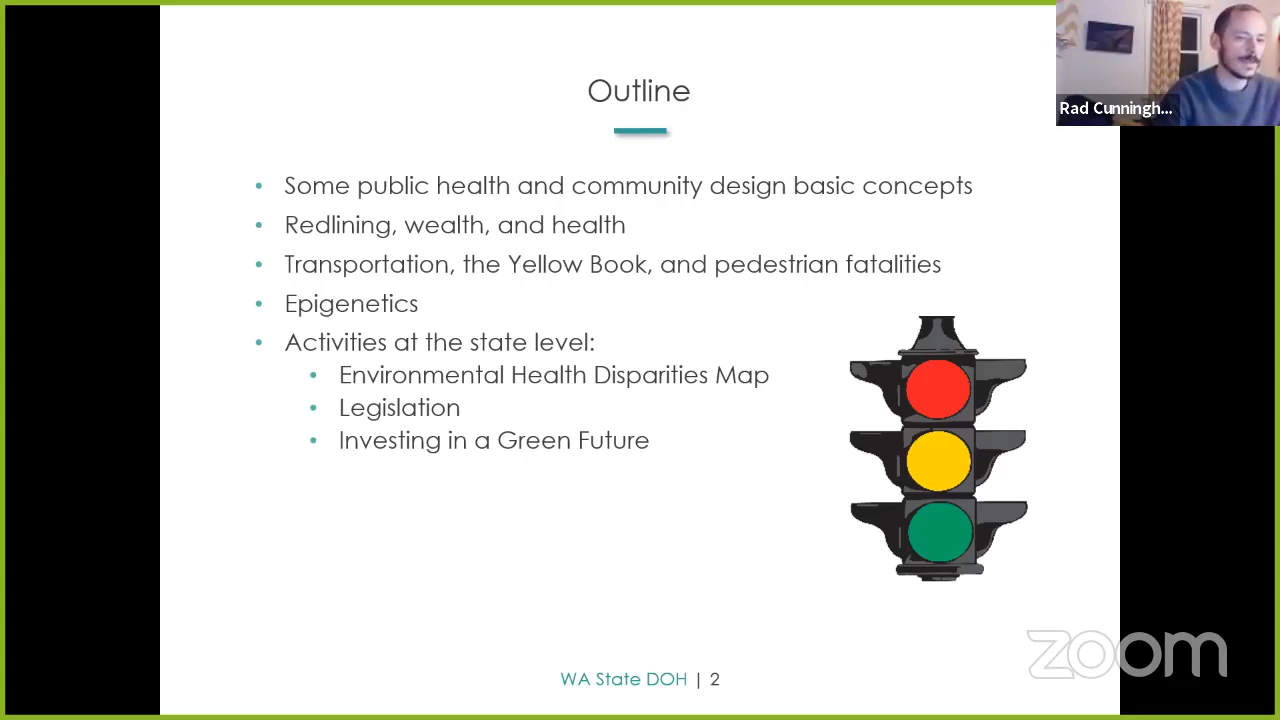 Outline
Rad Cunningh...
• Some public health and community design basic concepts
• Redlining, wealth, and health
• Transportation, the Yellow Book, and pedestrian fatalities
• Epigenetics
• Activities at the state level:
• Environmental Health Disparities Map
• Legislation
• Investing in a Green Future
zoom
WA State DOH | 2